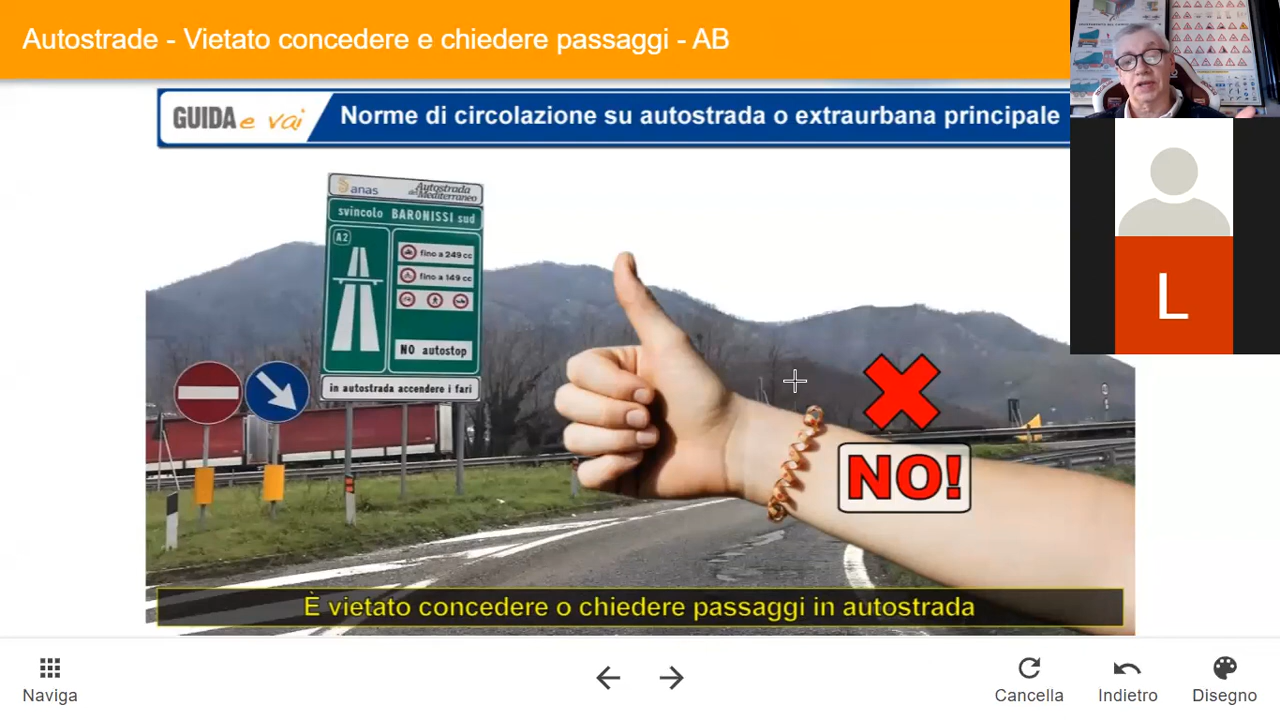 Autostrade - Vietato concedere e chiedere passaggi - AB
GUIDA e vai
Norme di circolazione su autostrada o extraurbana principale
anas
Autostrada del Mediterraneo
svincolo BARONISSI sud
A2
fino a 249 cc
fino a 149 cc
NO autostop
in autostrada accendere i fari
NO!
L
È vietato concedere o chiedere passaggi in autostrada
Naviga
Cancella
Indietro
Disegno